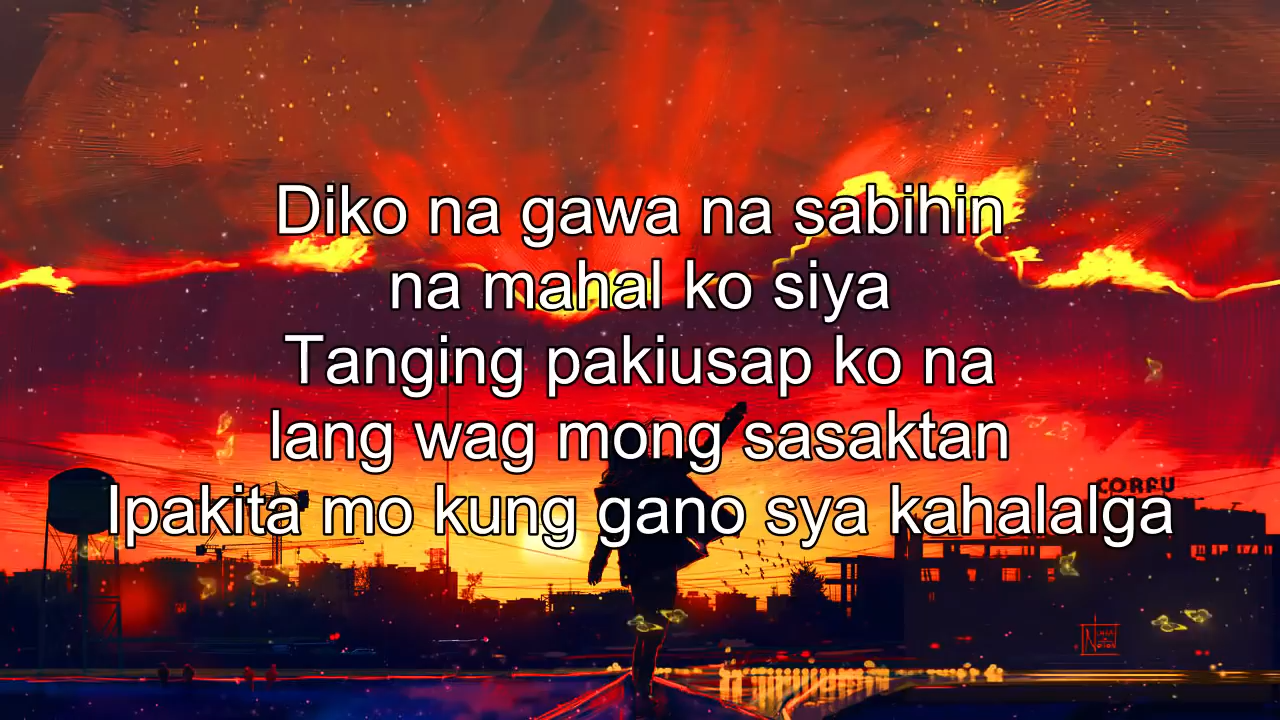 Diko na gawa na sabihin
na mahal ko siya
Tanging pakiusap ko na
lang wag mong sasaktan
Ipakita mo kung gano sya kahalalga
CORFU